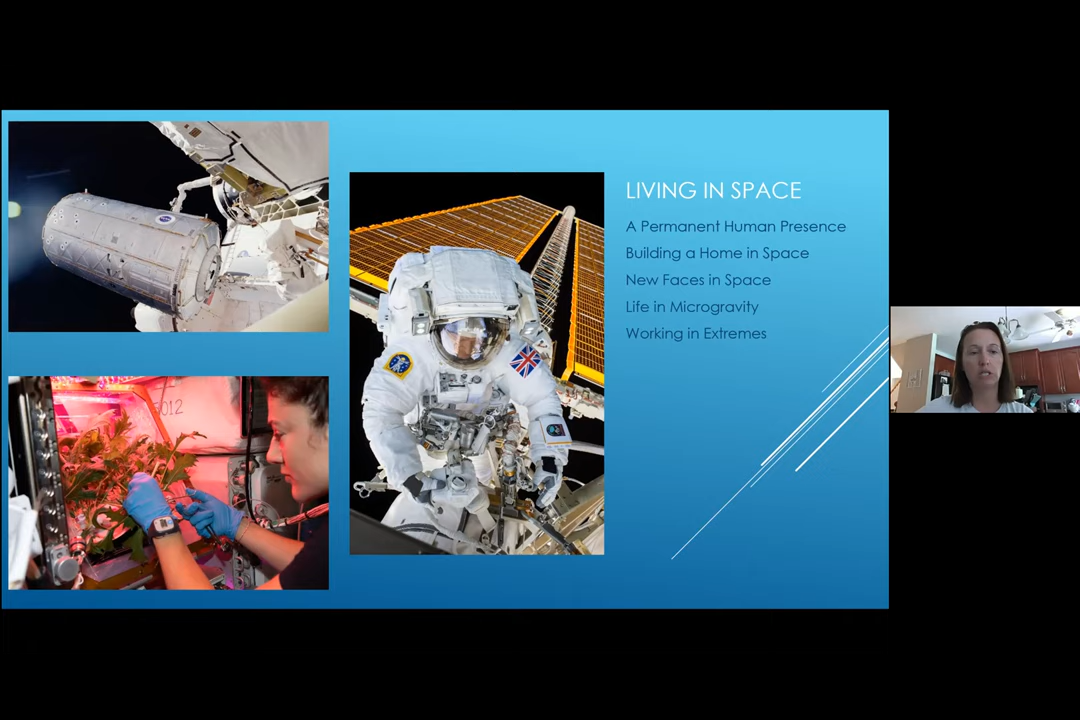 LIVING IN SPACE
A Permanent Human Presence
Building a Home in Space
New Faces in Space
Life in Microgravity
Working in Extremes